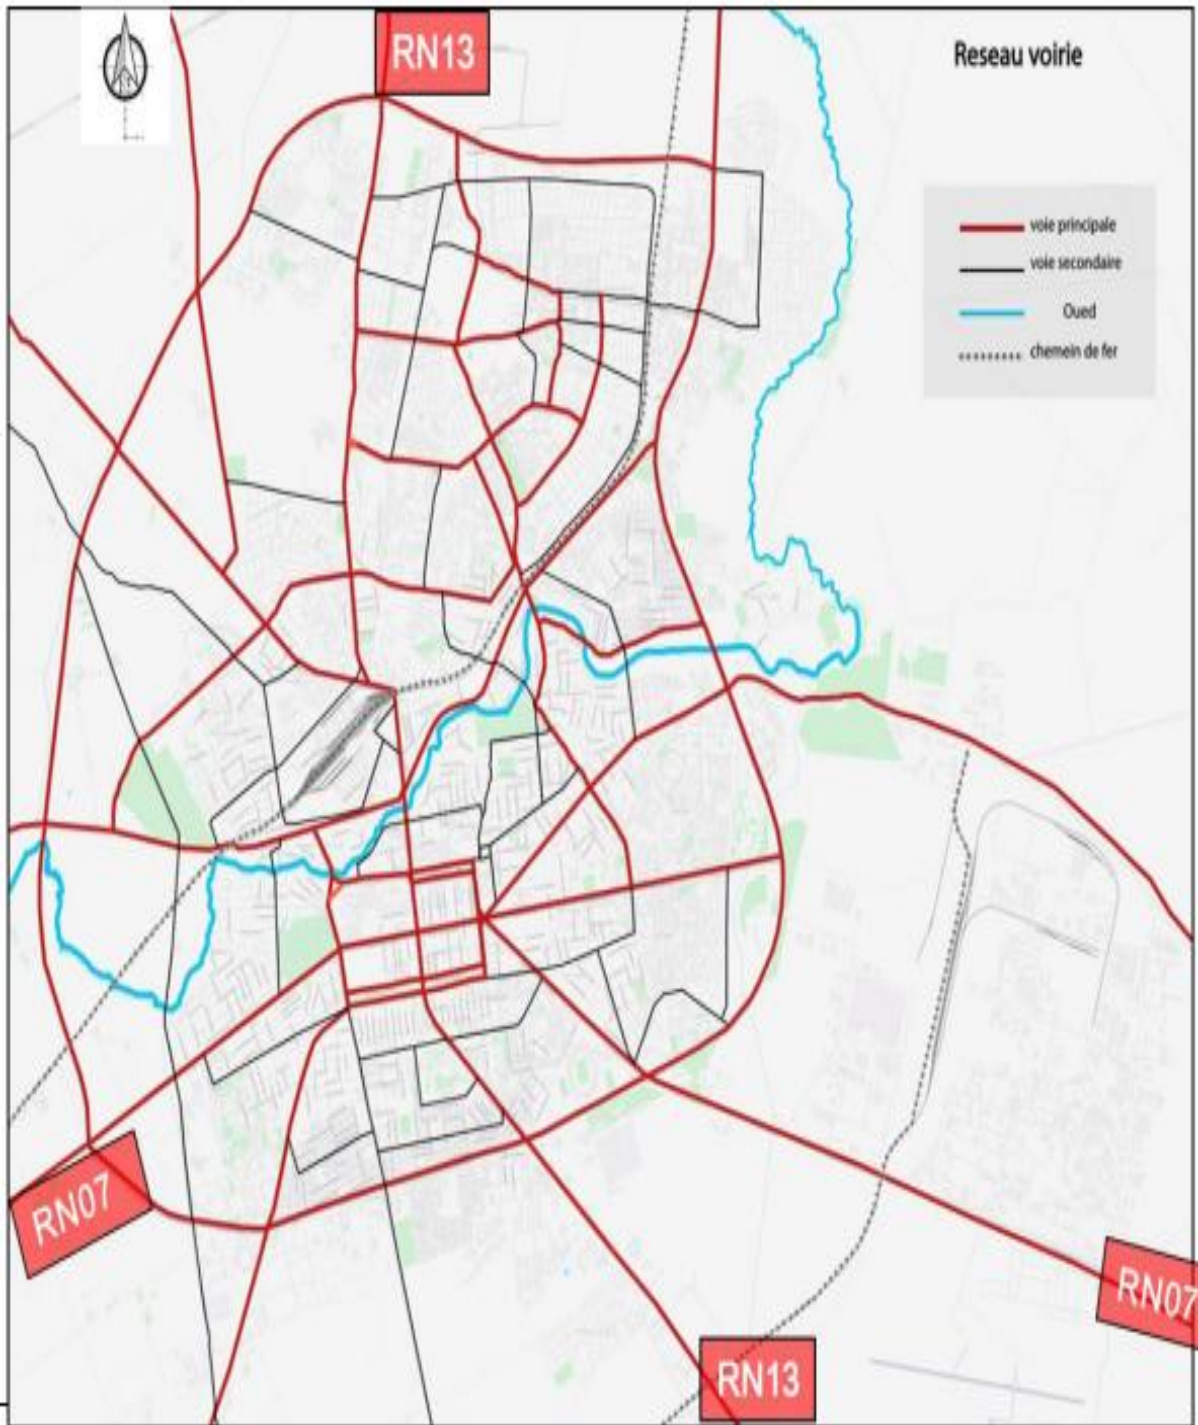 RN13
Reseau voirie
voie principale
voie secondaire
Oued
chemein de fer
RN07
RN07
RN13